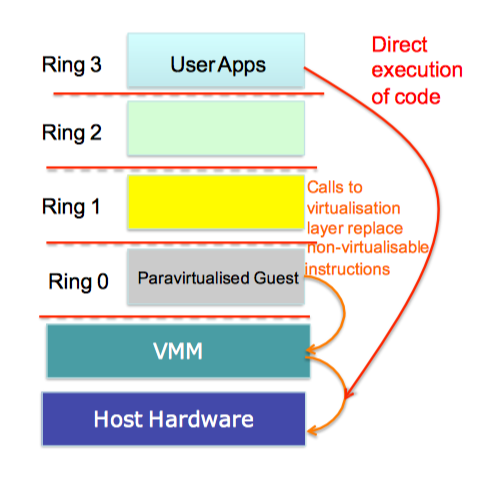 Ring 3
User Apps
Direct
execution
of code
Ring 2
Ring 1
Calls to
virtualisation
layer replace
non-virtualisable
instructions
Ring 0
Paravirtualised Guest
VMM
Host Hardware